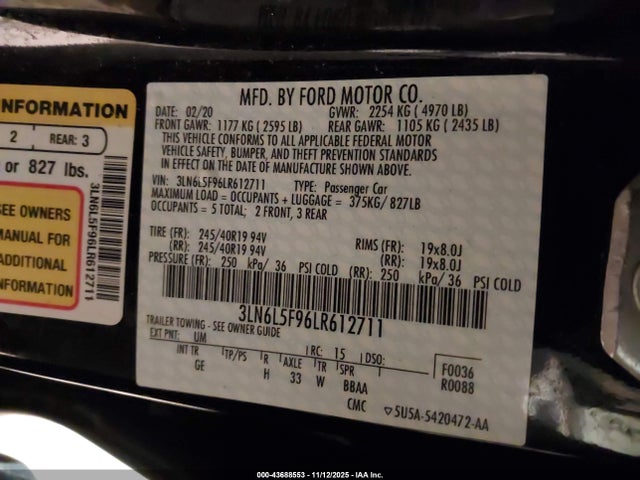 INFORMATION
2 REAR: 3
or 827 lbs.
SEE OWNERS
MANUAL FOR
ADDITIONAL
INFORMATION
3LN6L5F96LR612711
MFD. BY FORD MOTOR CO.
DATE: 02/20 GVWR: 2254 KG ( 4970 LB)
FRONT GAWR: 1177 KG ( 2595 LB) REAR GAWR: 1105 KG ( 2435 LB)
THIS VEHICLE CONFORMS TO ALL APPLICABLE FEDERAL MOTOR
VEHICLE SAFETY, BUMPER, AND THEFT PREVENTION STANDARDS
IN EFFECT ON THE DATE OF MANUFACTURE SHOWN ABOVE.
VIN: 3LN6L5F96LR612711 TYPE: Passenger Car
MAXIMUM LOAD = OCCUPANTS + LUGGAGE = 375KG/ 827LB
OCCUPANTS = 5 TOTAL; 2 FRONT, 3 REAR
TIRE (FR): 245/40R19 94V RIMS (FR): 19x8.0J
(RR): 245/40R19 94V (RR): 19x8.0J
PRESSURE (FR): 250 kPa/ 36 PSI COLD (RR): 250 kPa/ 36 PSI COLD
3LN6L5F96LR612711
TRAILER TOWING - SEE OWNER GUIDE
EXT PNT: UM RC: 15 DSO: F0036
INT TR TP/PS R AXLE TR SPR R0088
GE H 33 W BBAA
CMC 5U5A-5420472-AA
000-43688553 - 11/12/2025 - IAA Inc.